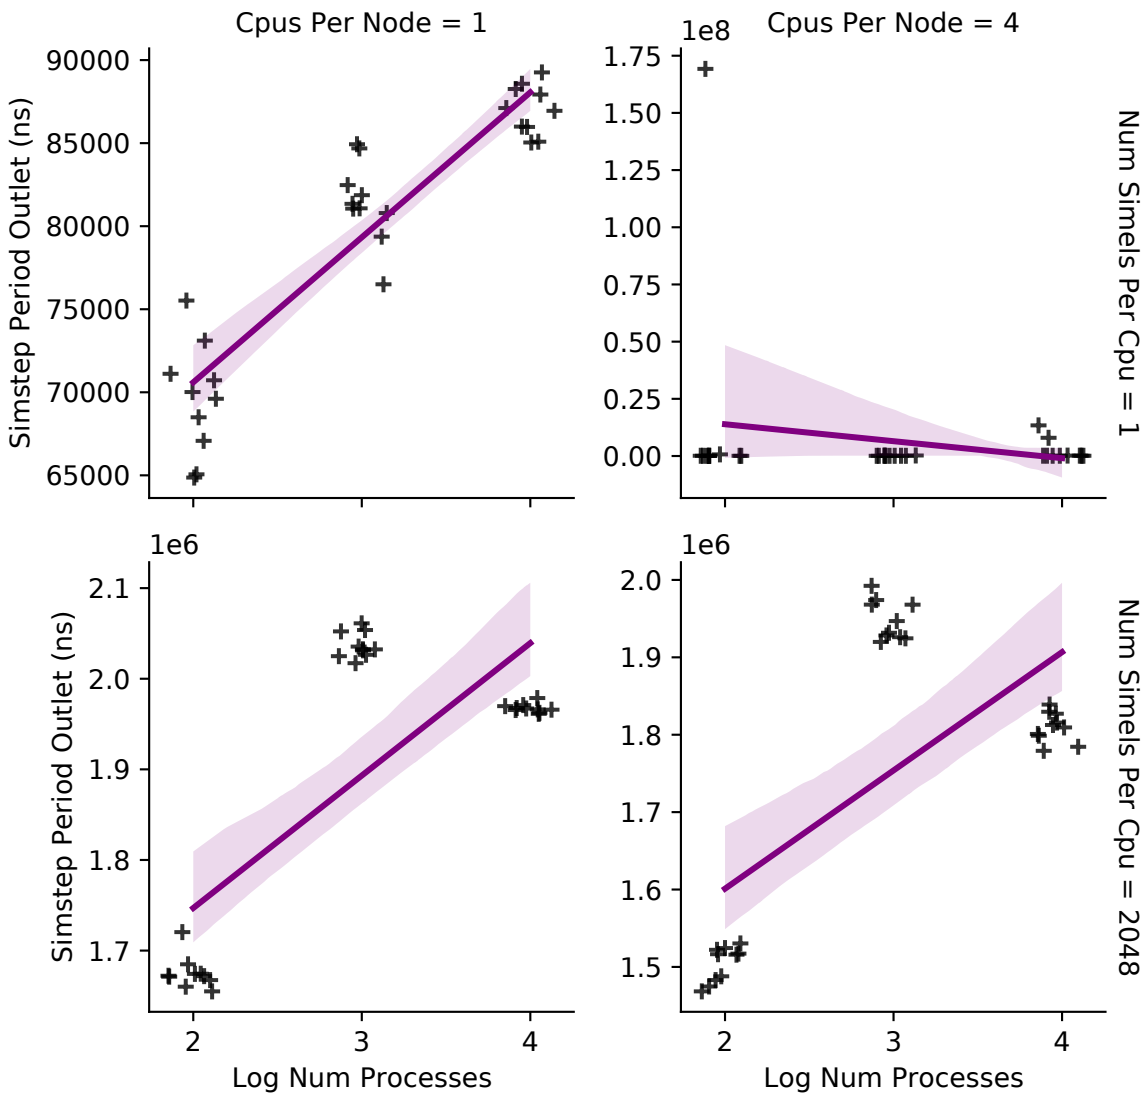 Cpus Per Node = 1
Cpus Per Node = 4
1e8
Simstep Period Outlet (ns)
90000
85000
80000
75000
70000
65000
1.75
1.50
1.25
1.00
0.75
0.50
0.25
0.00
Num Simels Per Cpu = 1
1e6
Simstep Period Outlet (ns)
2.1
2.0
1.9
1.8
1.7
2
3
4
Log Num Processes
1e6
2.0
1.9
1.8
1.7
1.6
1.5
2
3
4
Log Num Processes
Num Simels Per Cpu = 2048